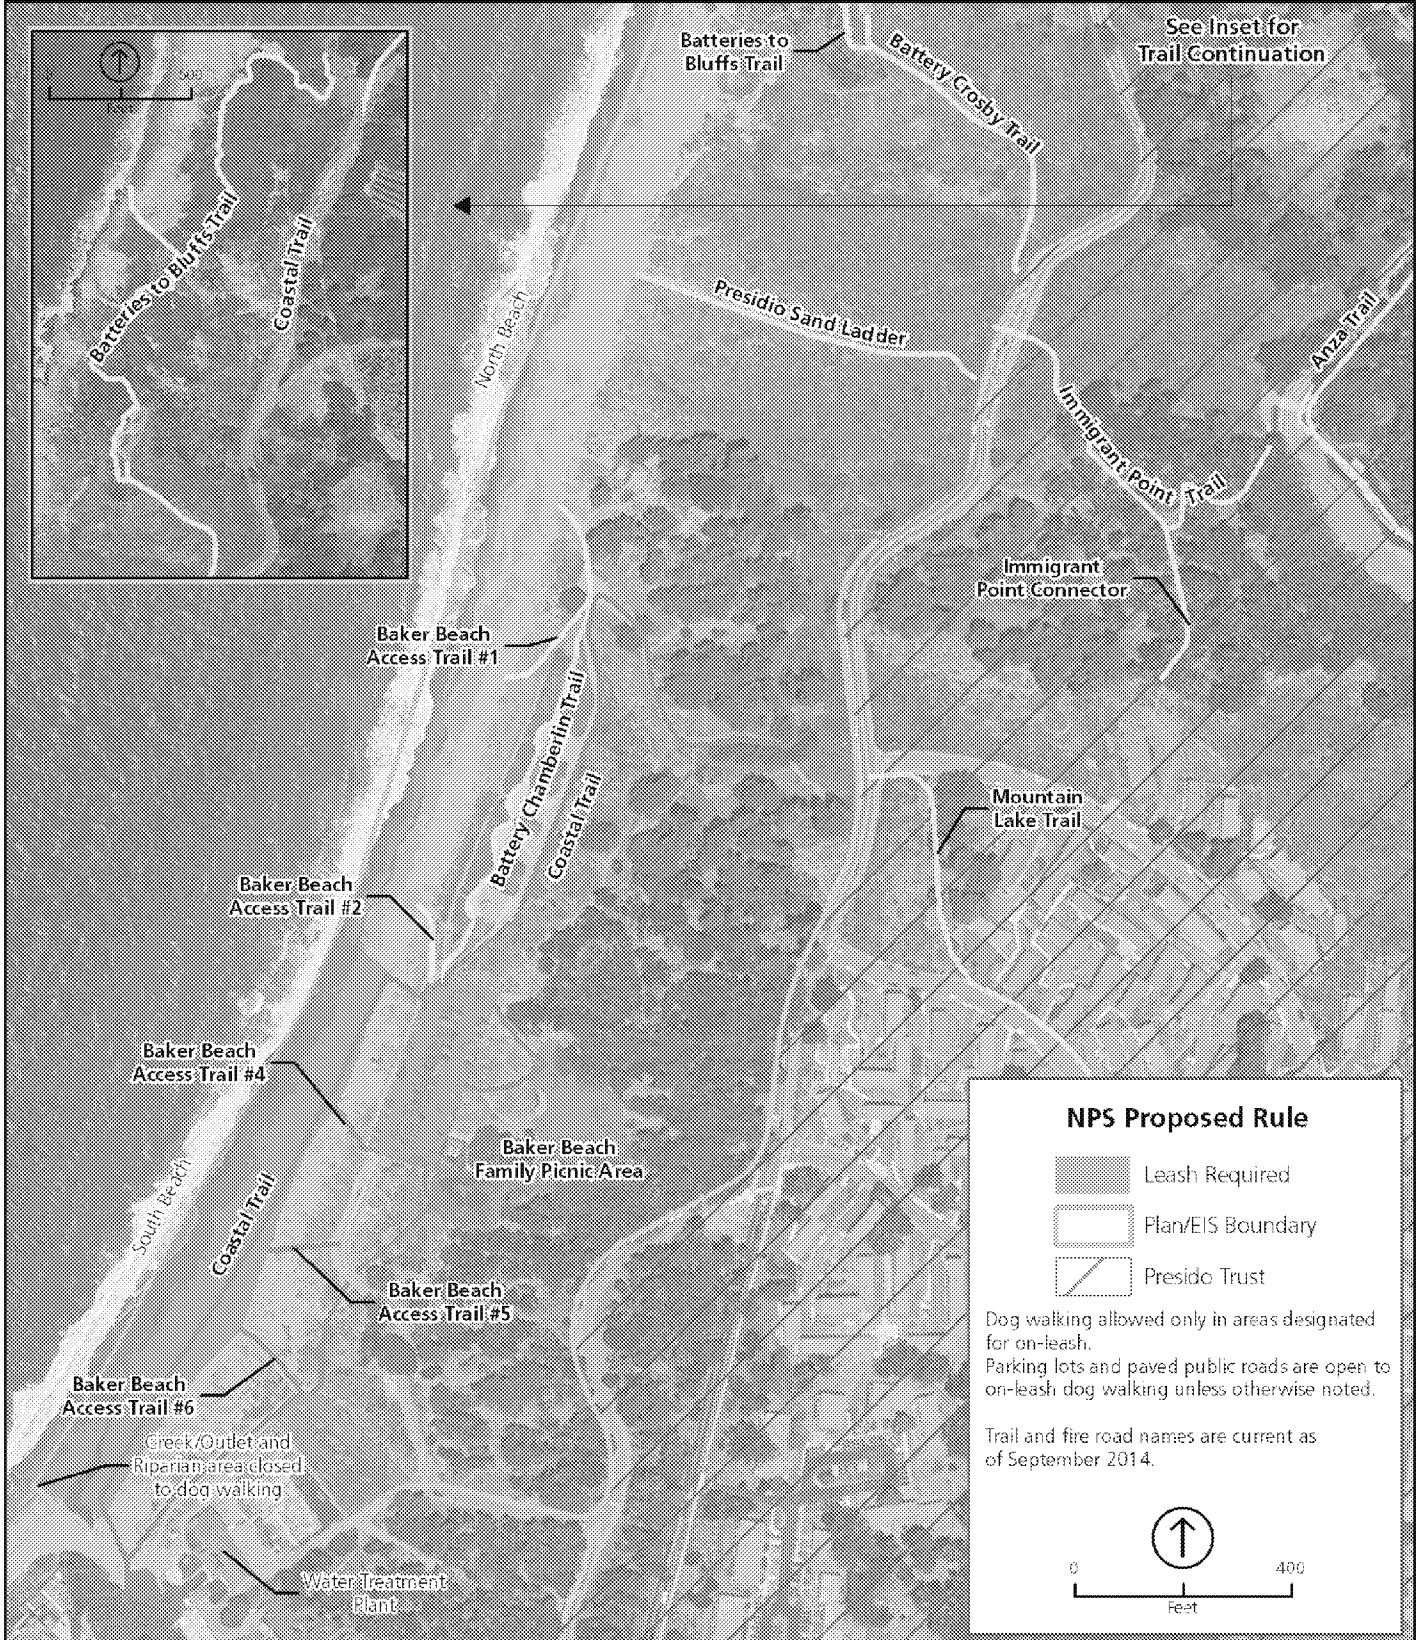 See Inset for
Trail Continuation
Batteries to
Bluffs Trail
Battery Crosby Trail
500
Feet
Batteries to Bluffs Trail
Coastal Trail
North Beach
Presidio Sand Ladder
Anza Trail
Immigrant Point Trail
Immigrant
Point Connector
Baker Beach
Access Trail #1
Battery Chamberlin Trail
Coastal Trail
Mountain
Lake Trail
Baker Beach
Access Trail #2
Baker Beach
Access Trail #4
Baker Beach
Family Picnic Area
South Beach
Coastal Trail
Baker Beach
Access Trail #5
Baker Beach
Access Trail #6
Creek/Outlet and
Riparian area closed
to dog walking
Water Treatment
Plant
NPS Proposed Rule
Leash Required
Plan/EIS Boundary
Presido Trust
Dog walking allowed only in areas designated
for on-leash.
Parking lots and paved public roads are open to
on-leash dog walking unless otherwise noted.
Trail and fire road names are current as
of September 2014.
0 400
Feet